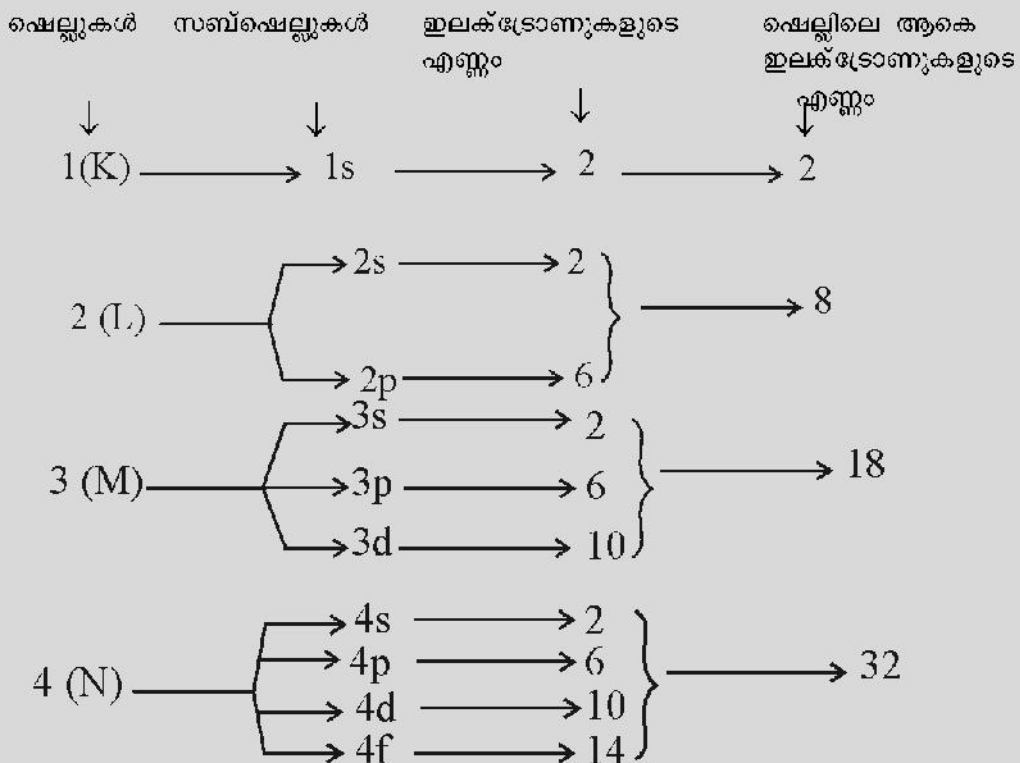 ഷെല്ലുകൾ സബ്ഷെല്ലുകൾ ഇലക്ട്രോണുകളുടെ ഷെല്ലിലെ ആകെ
എണ്ണം ഇലക്ട്രോണുകളുടെ
എണ്ണം
1(K) 1s 2 2
2s 2
2 (L) 8
2p 6
3s 2
3 (M) 3p 6 18
3d 10
4s 2
4p 6
4 (N) 32
4d 10
4f 14